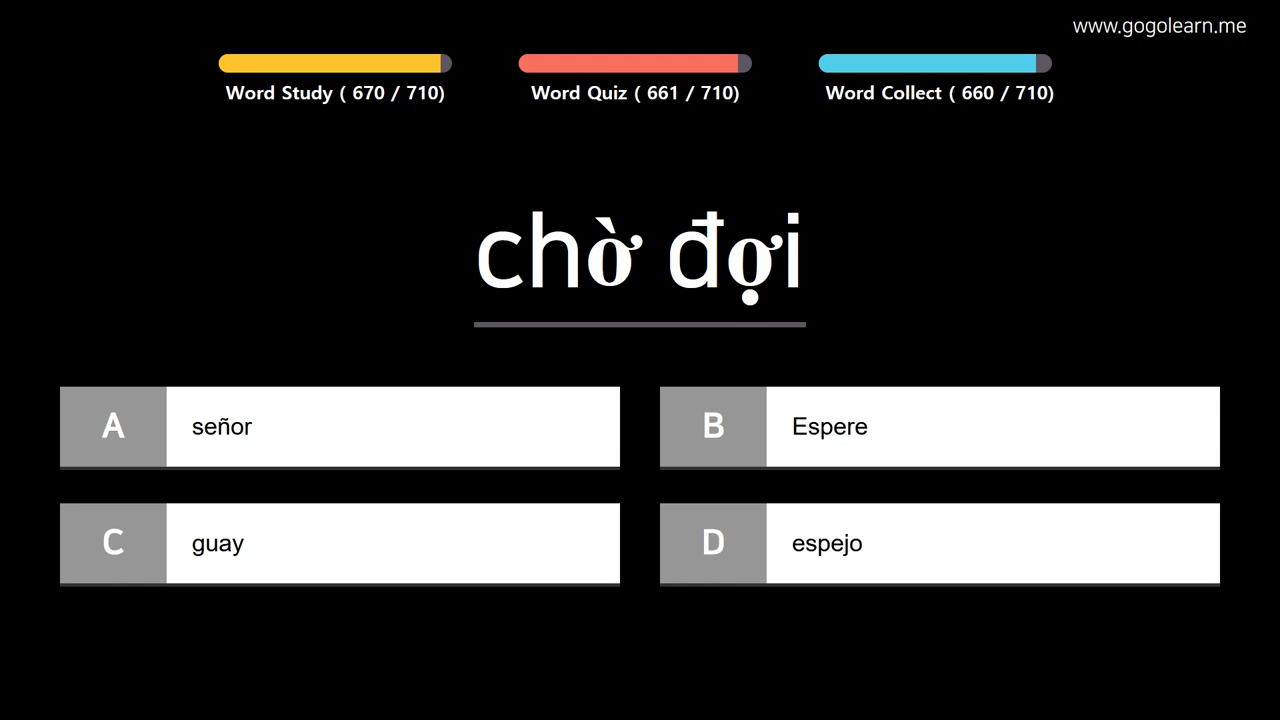 www.gogolearn.me
Word Study ( 670 / 710)
Word Quiz ( 661 / 710)
Word Collect ( 660 / 710)
chờ đợi
A señor
B Espere
C guay
D espejo